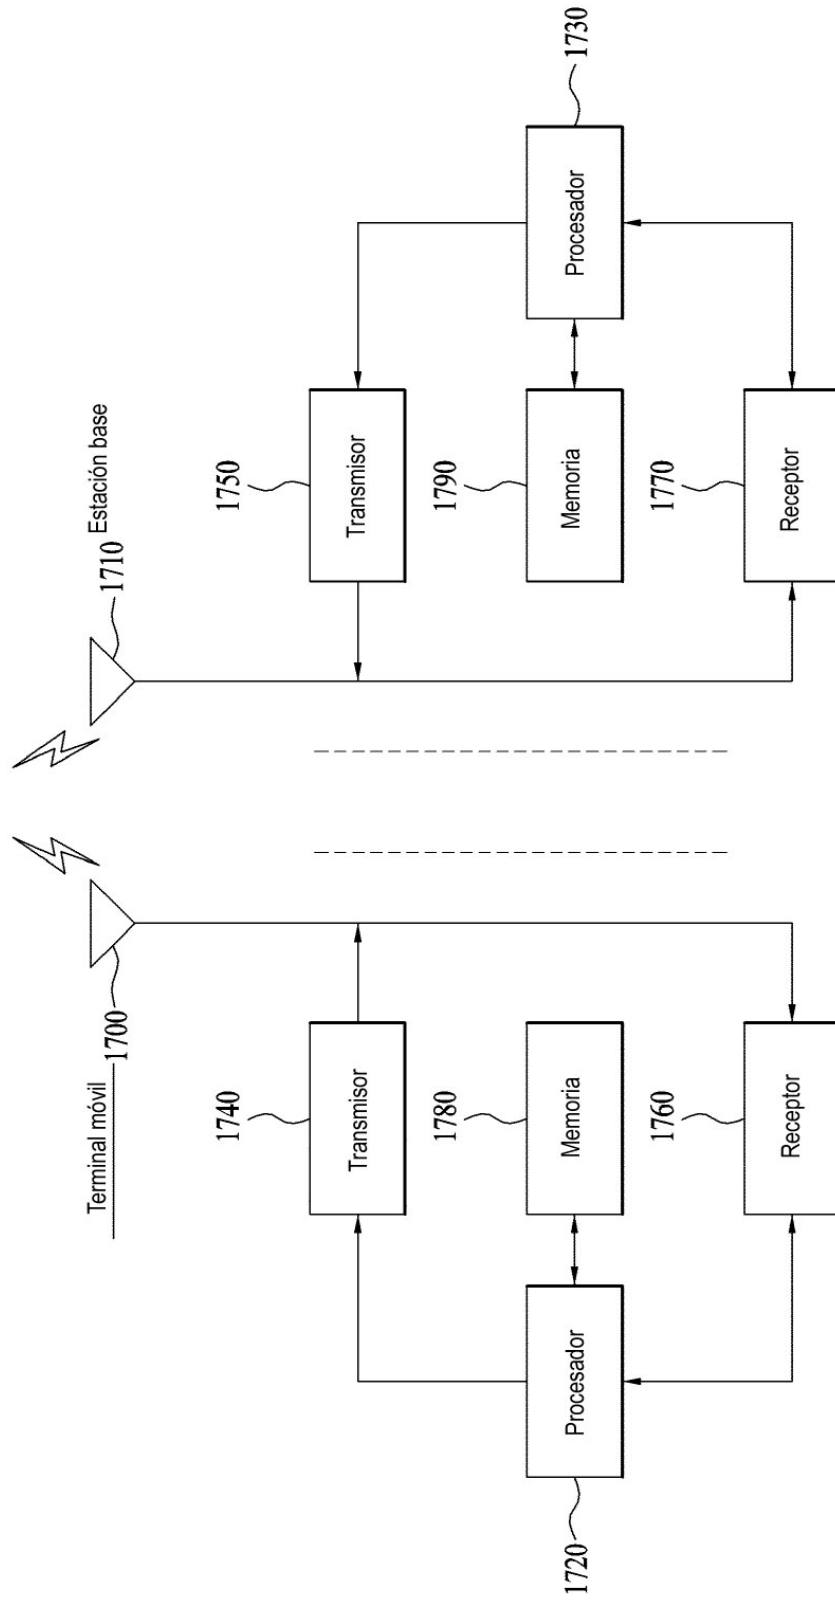 Terminal móvil
1700
1710
Estación base
1740
Transmisor
1750
Transmisor
1720
Procesador
1780
Memoria
1790
Memoria
Procesador
1730
1760
Receptor
1770
Receptor